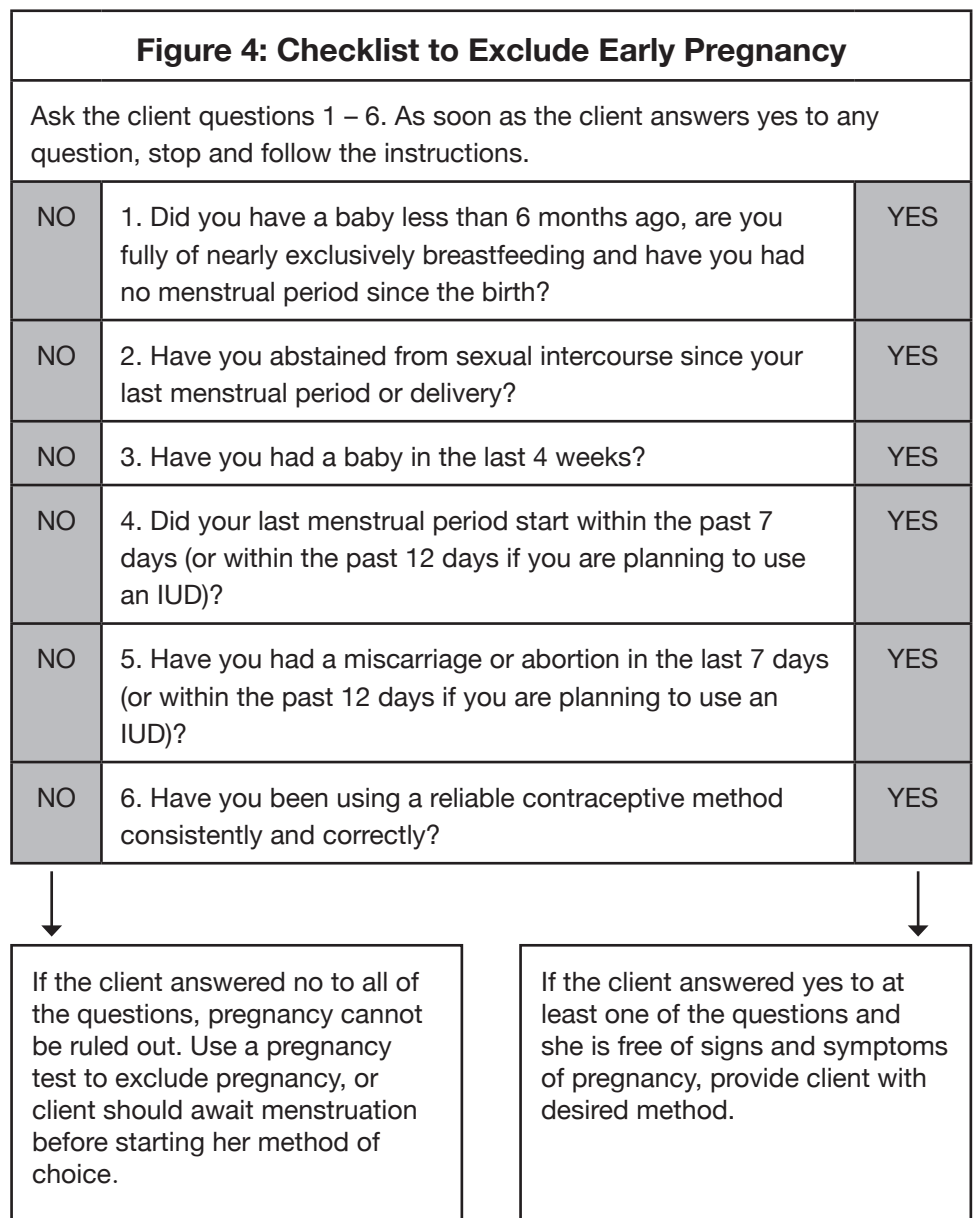 Figure 4: Checklist to Exclude Early Pregnancy
Ask the client questions 1 – 6. As soon as the client answers yes to any
question, stop and follow the instructions.
NO
1. Did you have a baby less than 6 months ago, are you
fully of nearly exclusively breastfeeding and have you had
no menstrual period since the birth?
YES
NO
2. Have you abstained from sexual intercourse since your
last menstrual period or delivery?
YES
NO
3. Have you had a baby in the last 4 weeks?
YES
NO
4. Did your last menstrual period start within the past 7
days (or within the past 12 days if you are planning to use
an IUD)?
YES
NO
5. Have you had a miscarriage or abortion in the last 7 days
(or within the past 12 days if you are planning to use an
IUD)?
YES
NO
6. Have you been using a reliable contraceptive method
consistently and correctly?
YES
If the client answered no to all of
the questions, pregnancy cannot
be ruled out. Use a pregnancy
test to exclude pregnancy, or
client should await menstruation
before starting her method of
choice.
If the client answered yes to at
least one of the questions and
she is free of signs and symptoms
of pregnancy, provide client with
desired method.